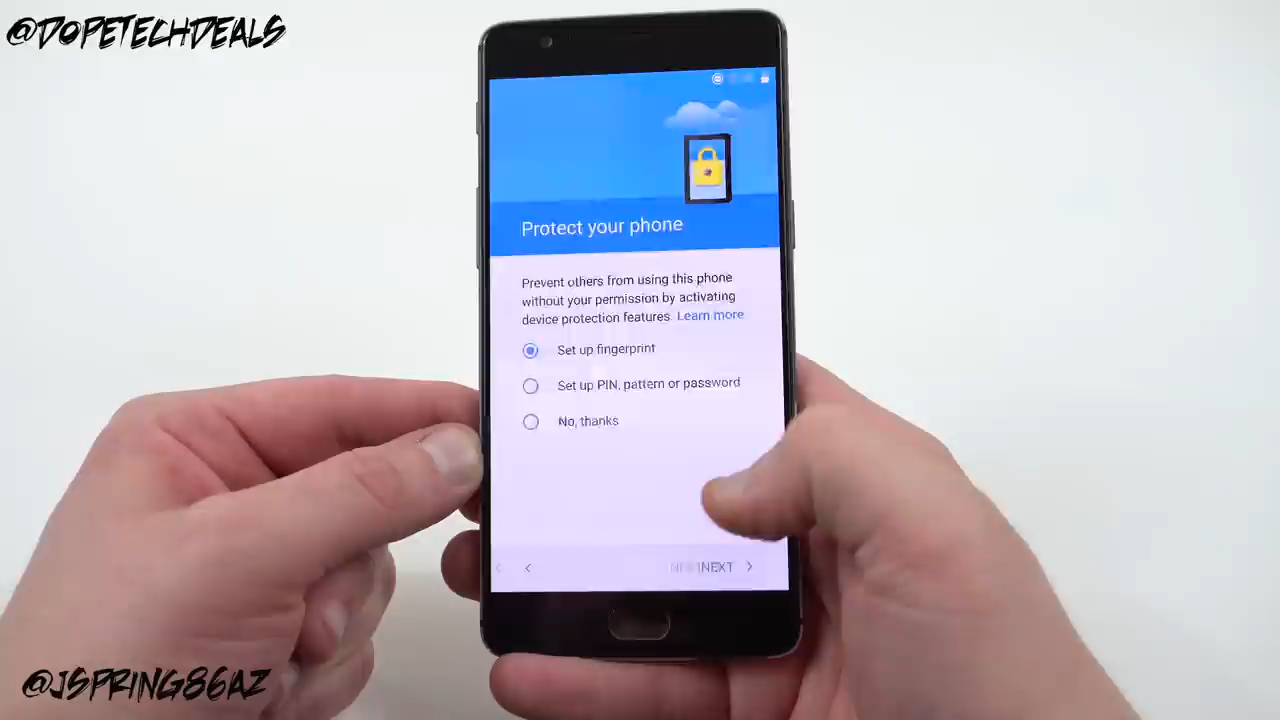 @DOPETECHDEALS
Protect your phone
Prevent others from using this phone
without your permission by activating
device protection features. Learn more
Set up fingerprint
Set up PIN, pattern or password
No, thanks
NEXT
@JSPRING86AZ